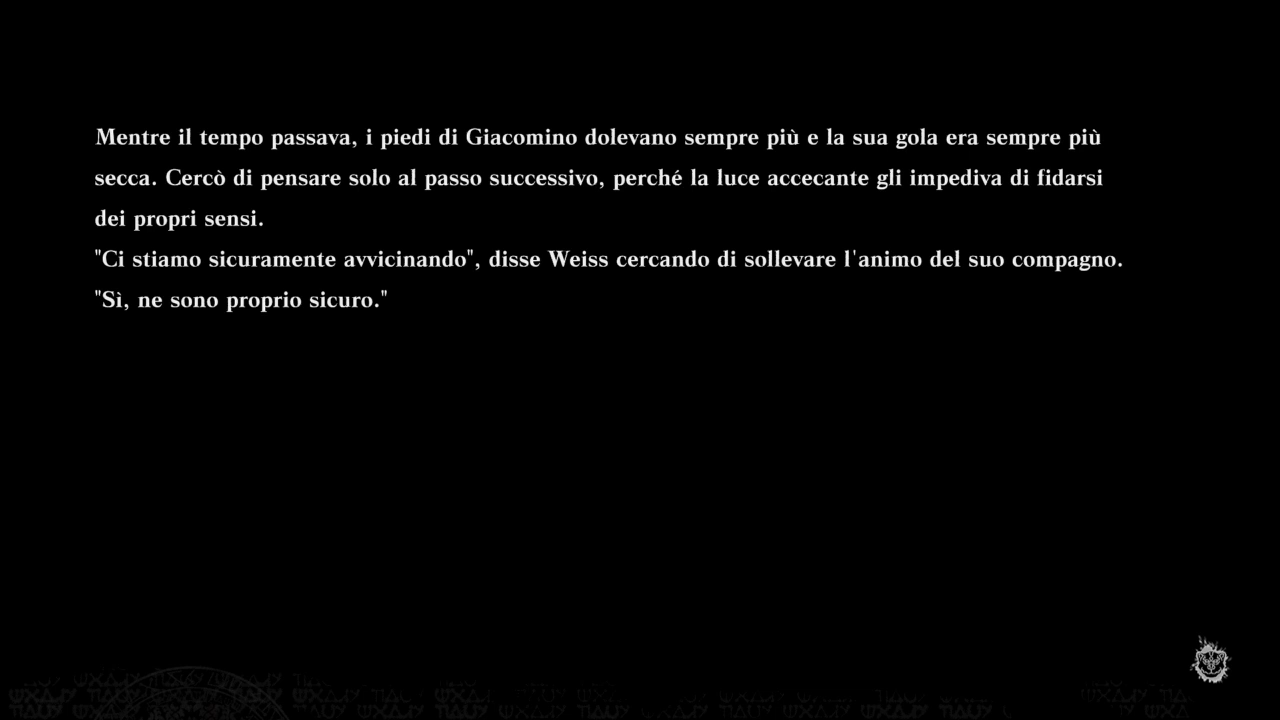 Mentre il tempo passava, i piedi di Giacomino dolevano sempre più e la sua gola era sempre più
secca. Cercò di pensare solo al passo successivo, perché la luce accecante gli impediva di fidarsi
dei propri sensi.
"Ci stiamo sicuramente avvicinando", disse Weiss cercando di sollevare l'animo del suo compagno.
"Sì, ne sono proprio sicuro."